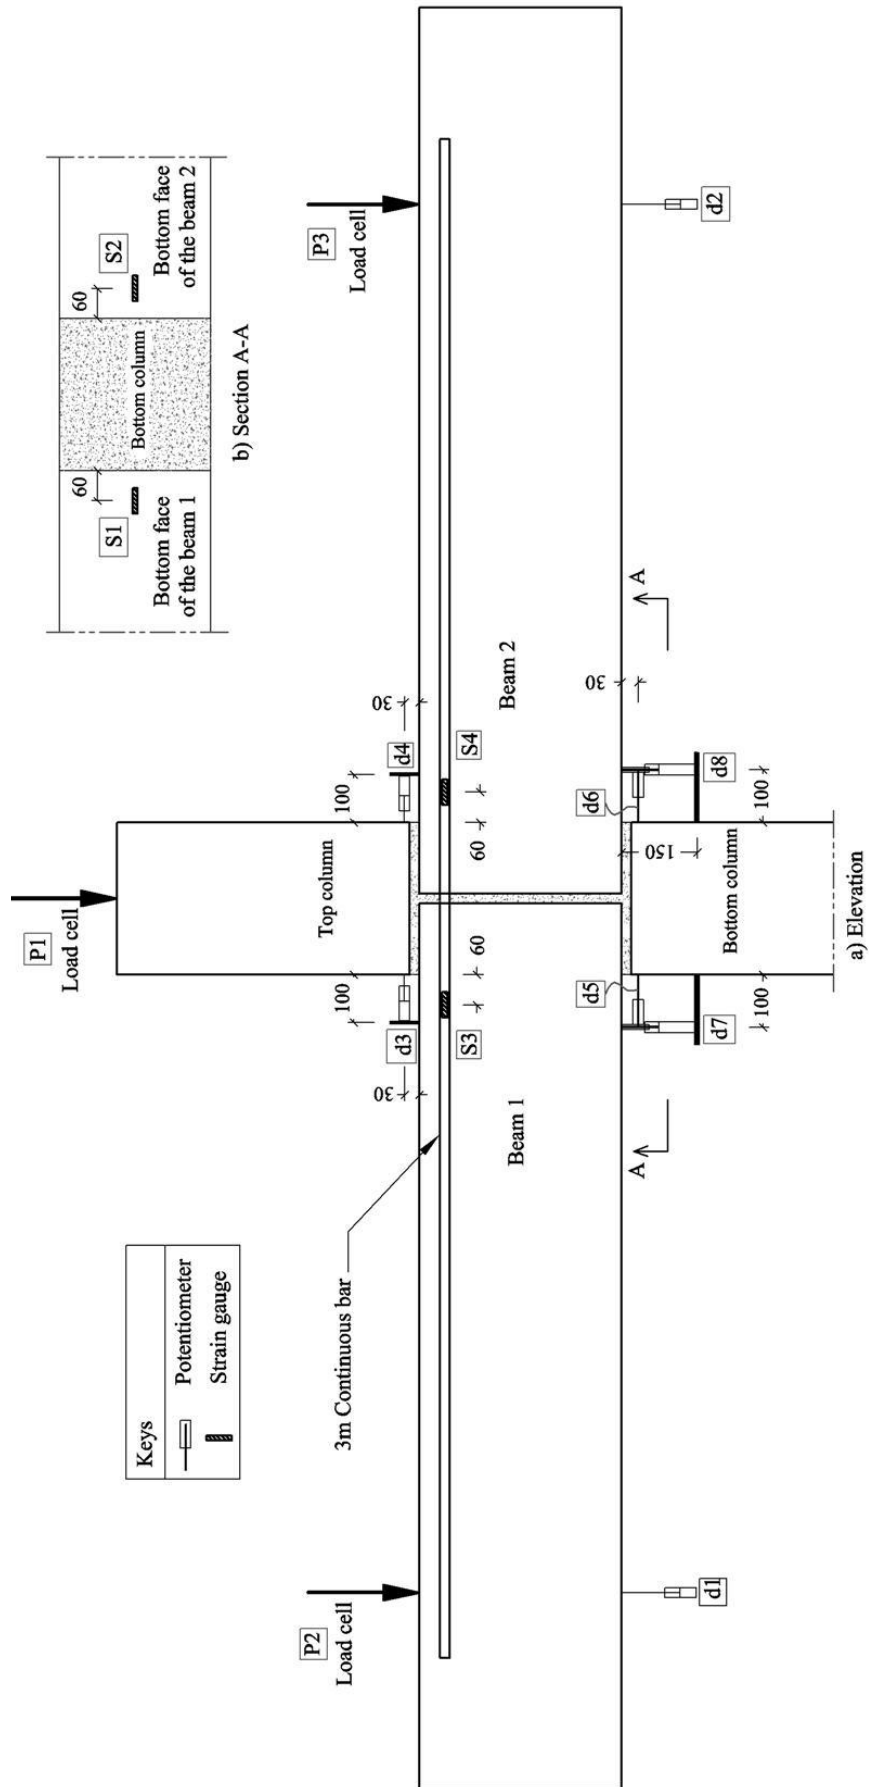 P1
Load cell
Top column
Keys
Potentiometer
Strain gauge
3m Continuous bar
P2
Load cell
P3
Load cell
100
100
d3
d4
30
30
S3
60
60
S4
Beam 1
Beam 2
d5
d6
30
150
100
100
d7
d8
Bottom column
A
A
d1
d2
a) Elevation
60
60
S1
S2
Bottom face
of the beam 1
Bottom column
Bottom face
of the beam 2
b) Section A-A